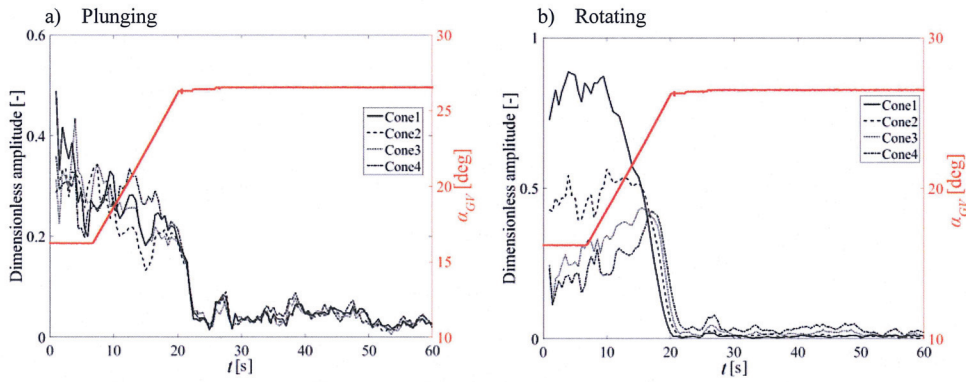 a) Plunging
0.6
0.4
0.2
0
0 10 20 30 40 50 60
30
25
20
15
10
Dimensionless amplitude [-]
t [s]
α_GV [deg]
Cone1
Cone2
Cone3
Cone4
b) Rotating
1
0.5
0
0 10 20 30 40 50 60
30
20
10
Dimensionless amplitude [-]
t [s]
α_GV [deg]
Cone1
Cone2
Cone3
Cone4